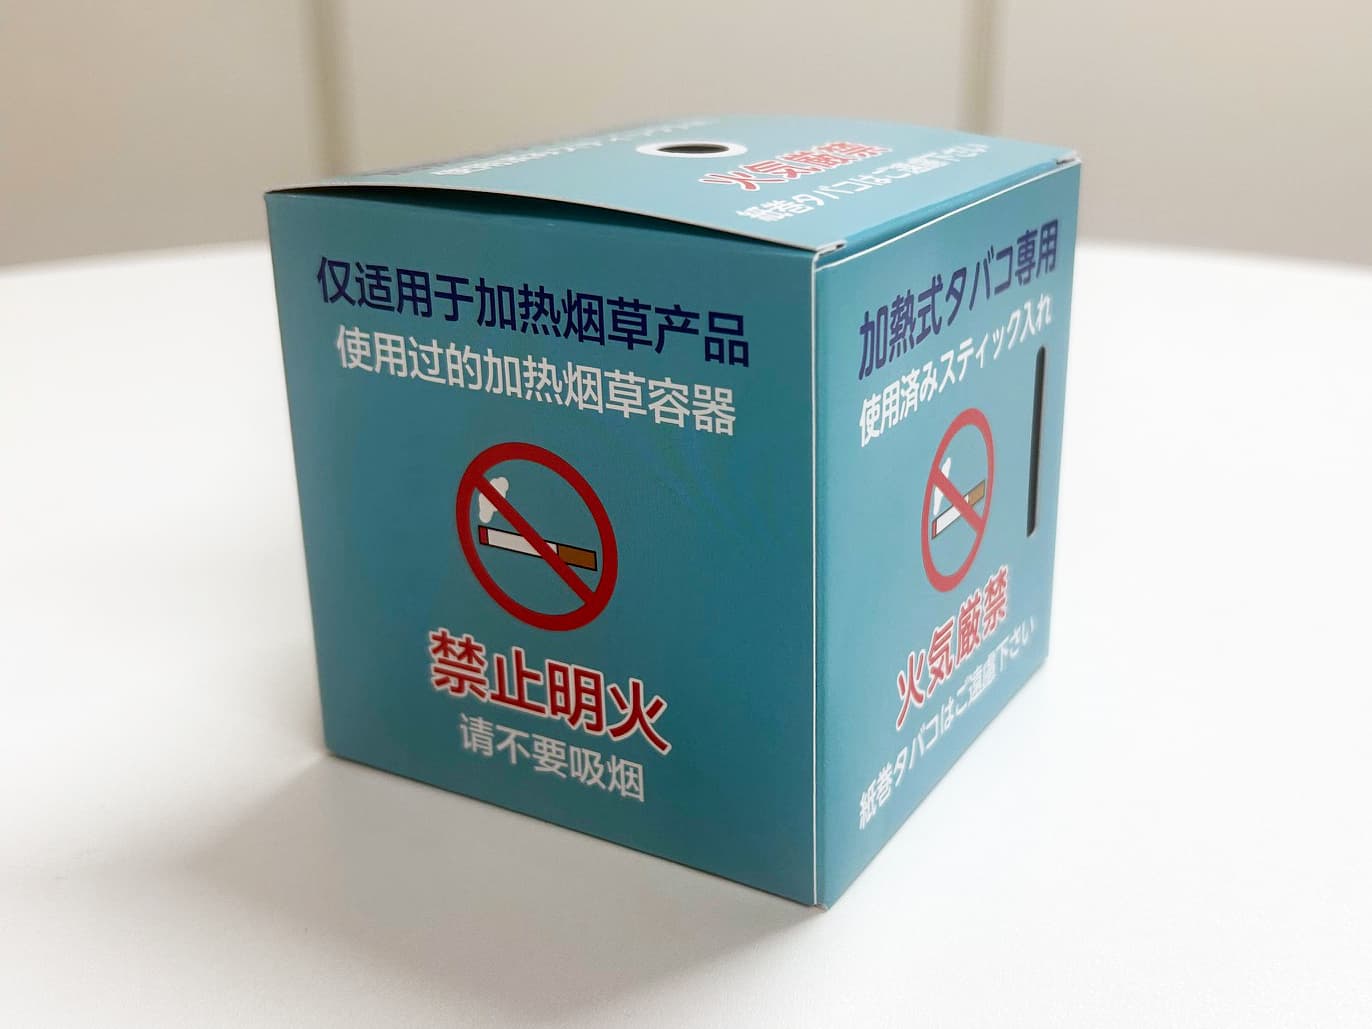 火気厳禁
紙巻タバコはご遠慮下さい
仅适用于加热烟草产品
使用过的加热烟草容器
禁止明火
请不要吸烟
加熱式タバコ専用
使用済みスティック入れ
火気厳禁
紙巻タバコはご遠慮下さい